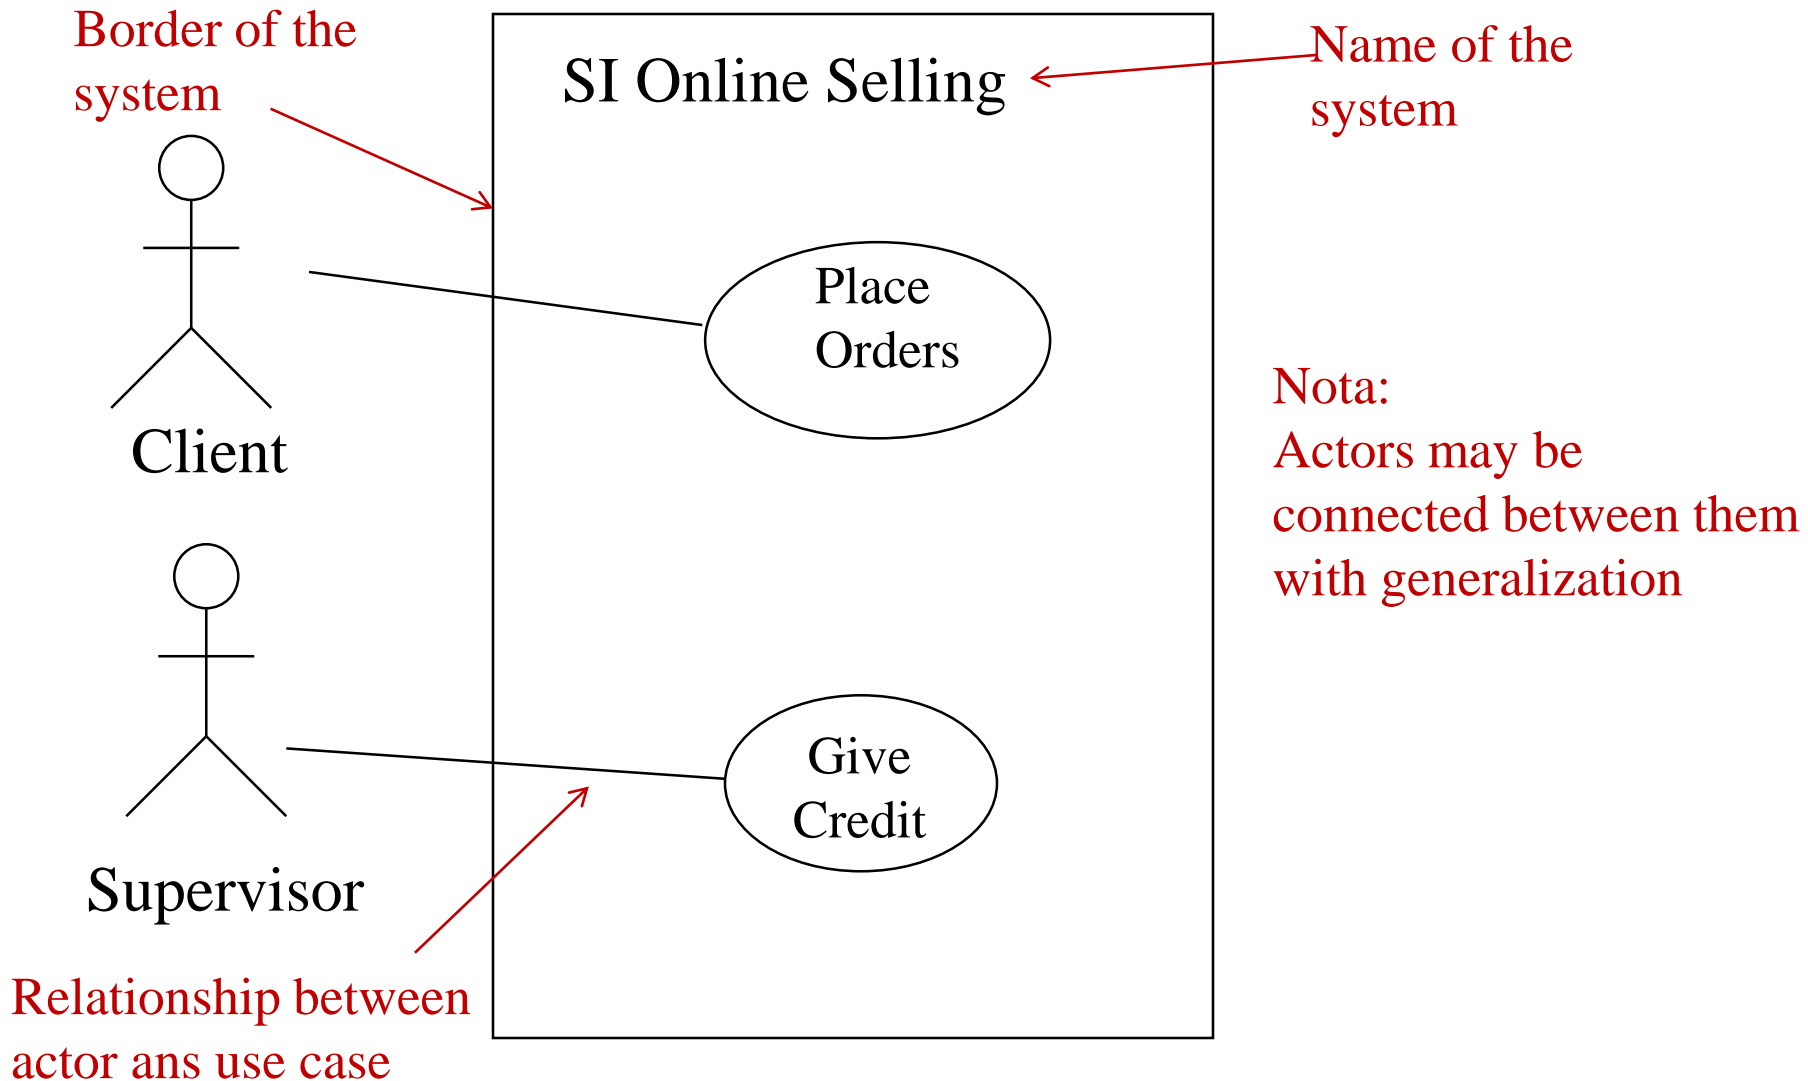 Border of the
system
SI Online Selling
Name of the
system
Place
Orders
Client
Nota:
Actors may be
connected between them
with generalization
Give
Credit
Supervisor
Relationship between
actor ans use case